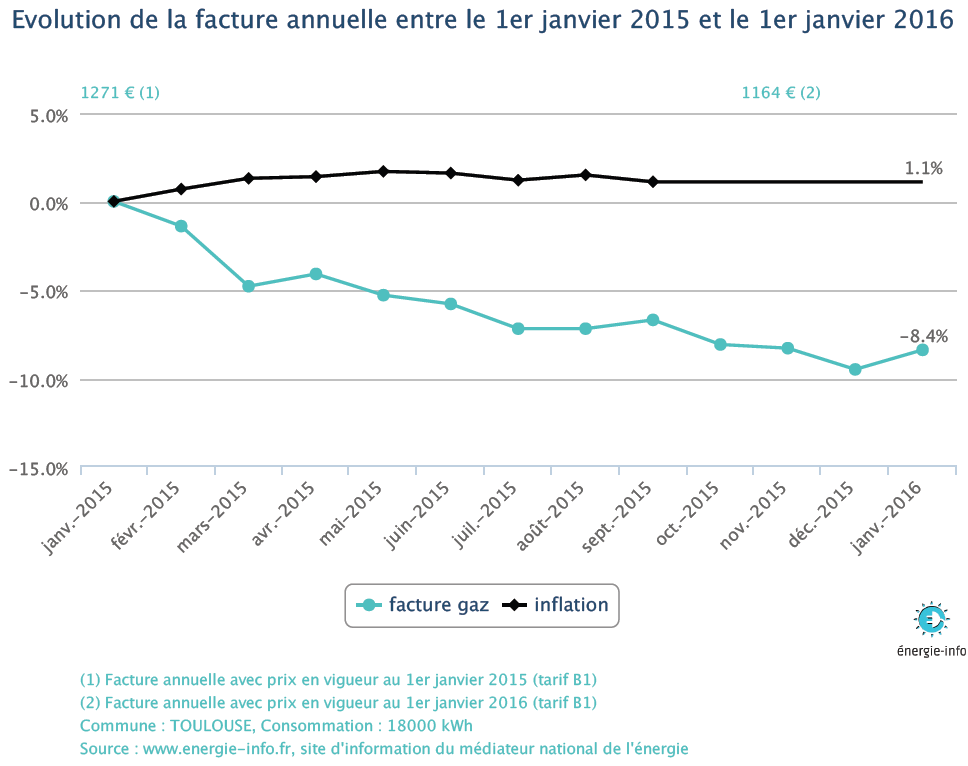 Evolution de la facture annuelle entre le 1er janvier 2015 et le 1er janvier 2016
1271 € (1)
1164 € (2)
5.0%
1.1%
0.0%
-5.0%
-8.4%
-10.0%
-15.0%
janv.-2015
févr.-2015
mars-2015
avr.-2015
mai-2015
juin-2015
juil.-2015
août-2015
sept.-2015
oct.-2015
nov.-2015
déc.-2015
janv.-2016
facture gaz
inflation
énergie-info
(1) Facture annuelle avec prix en vigueur au 1er janvier 2015 (tarif B1)
(2) Facture annuelle avec prix en vigueur au 1er janvier 2016 (tarif B1)
Commune : TOULOUSE, Consommation : 18000 kWh
Source : www.energie-info.fr, site d'information du médiateur national de l'énergie